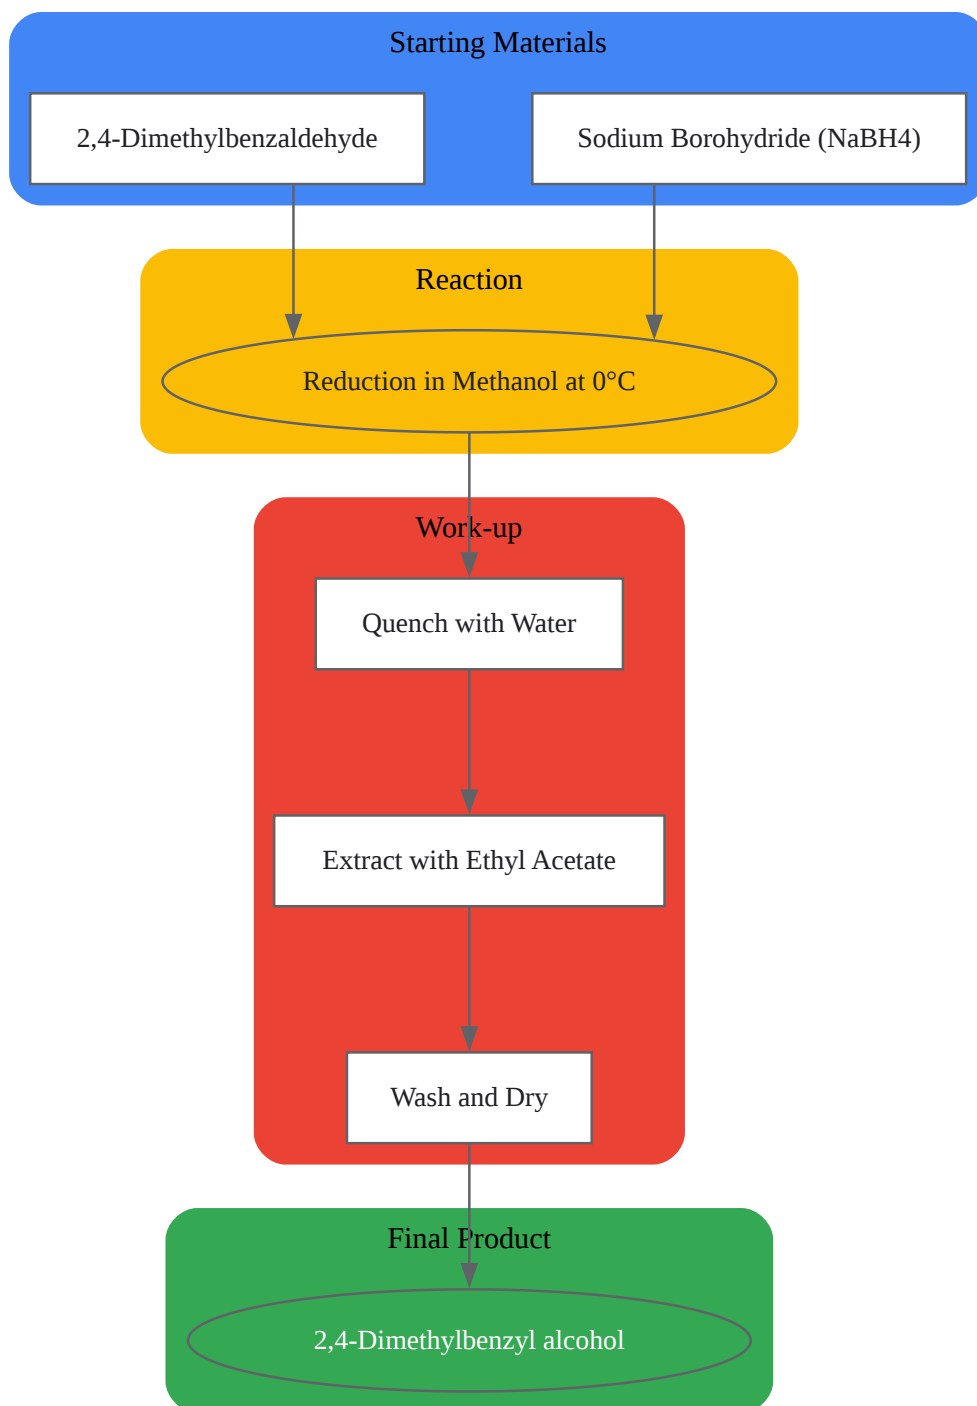 Starting Materials
2,4-Dimethylbenzaldehyde
Sodium Borohydride (NaBH4)
Reaction
Reduction in Methanol at 0°C
Work-up
Quench with Water
Extract with Ethyl Acetate
Wash and Dry
Final Product
2,4-Dimethylbenzyl alcohol